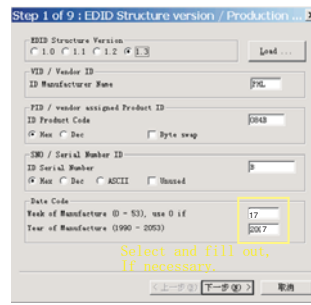 Step 1 of 9 : EDID Structure version / Production ...
EDID Structure Version
1.0 1.1 1.2 1.3
Load ...
VID / Vendor ID
ID Manufacturer Name
PHL
PID / vendor assigned Product ID
ID Product Code
084B
Hex Dec Byte swap
SNO / Serial Number ID
ID Serial Number
Hex Dec ASCII Unused
Date Code
Week of Manufacture (0 - 53), use 0 if
17
Year of Manufacture (1990 - 2053)
Select and fill out.
If necessary.
<上一步(B) 下一步(N) > 取消